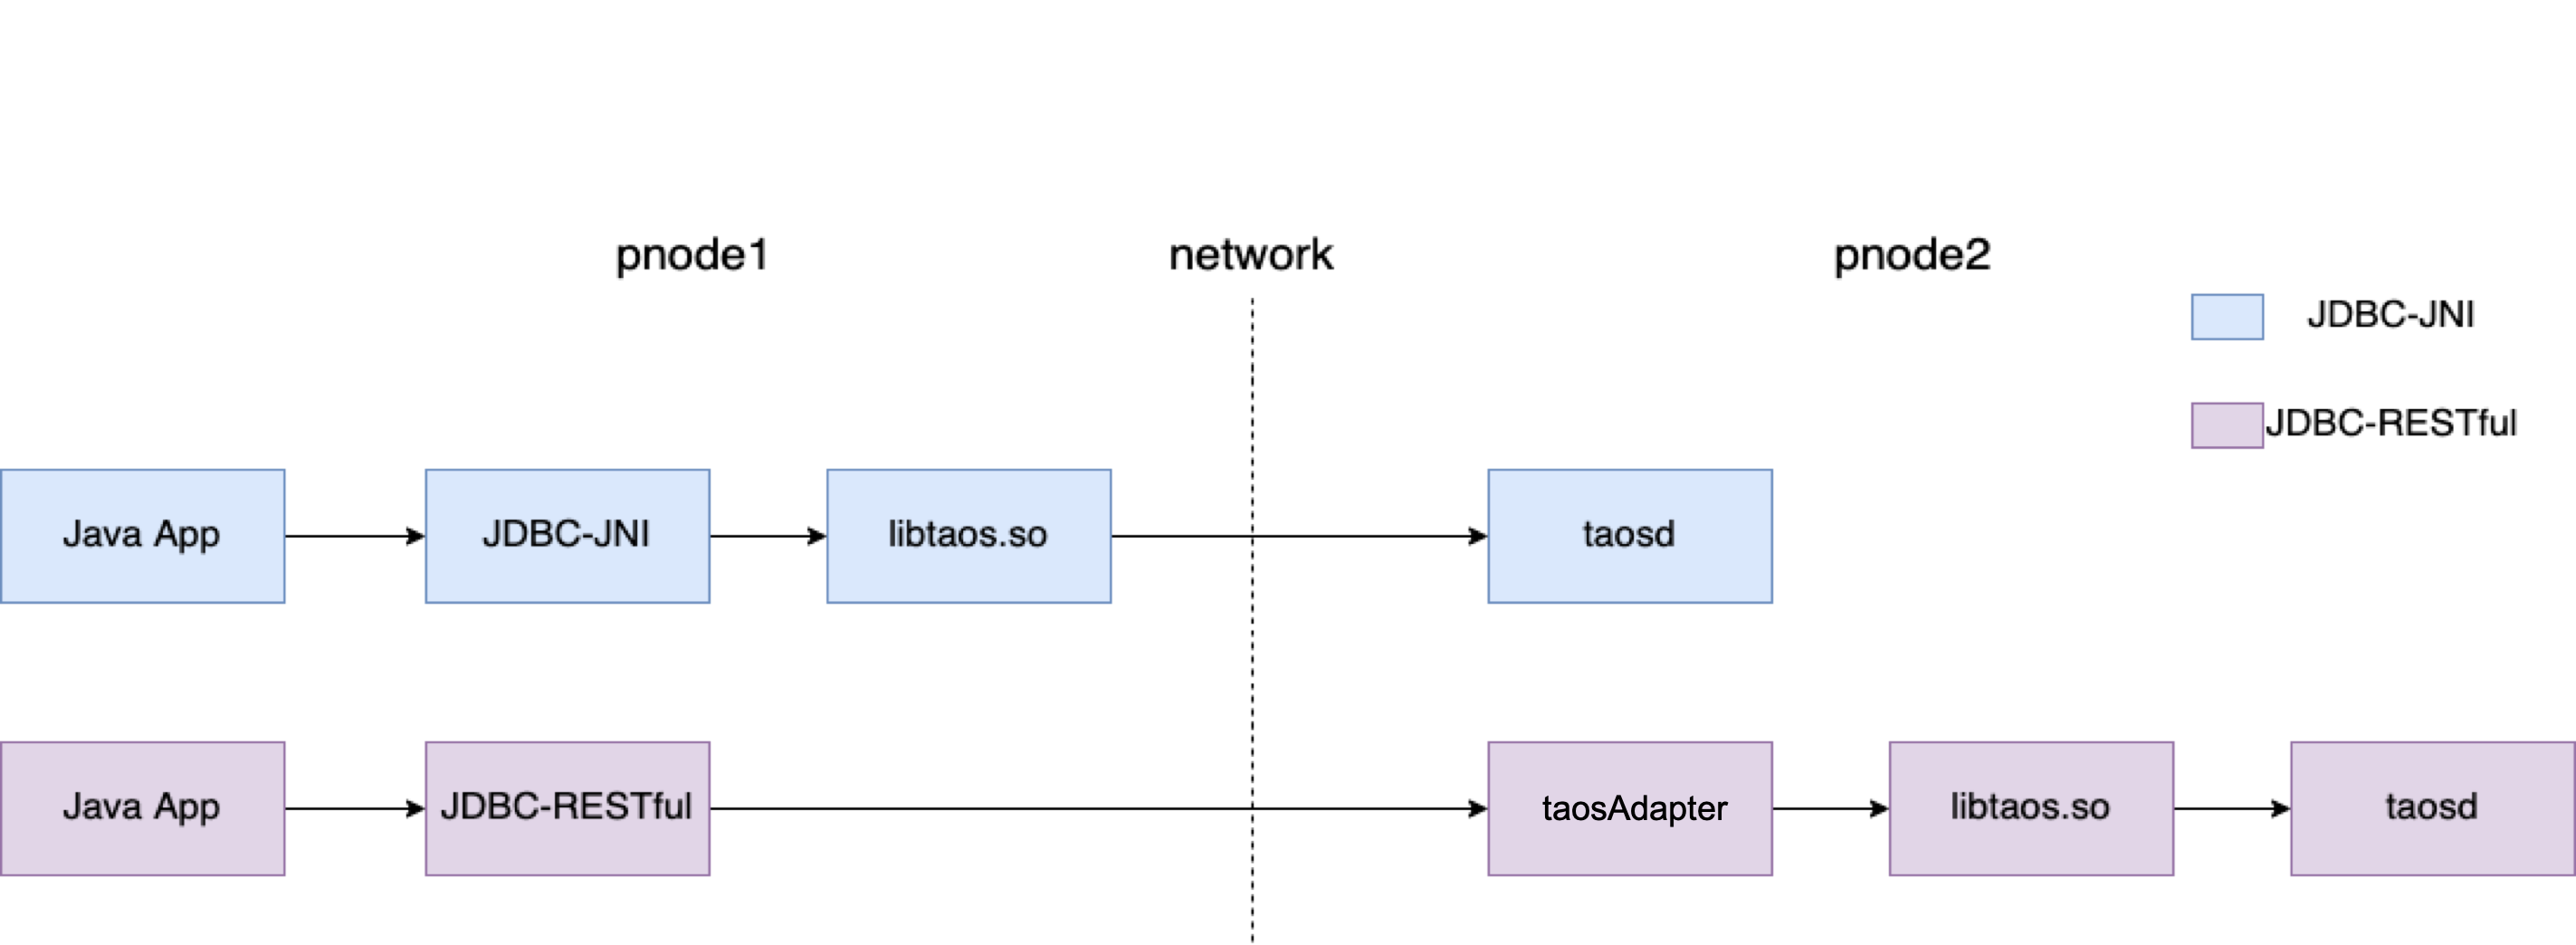 pnode1
network
pnode2
JDBC-JNI
JDBC-RESTful
Java App
JDBC-JNI
libtaos.so
taosd
Java App
JDBC-RESTful
taosAdapter
libtaos.so
taosd